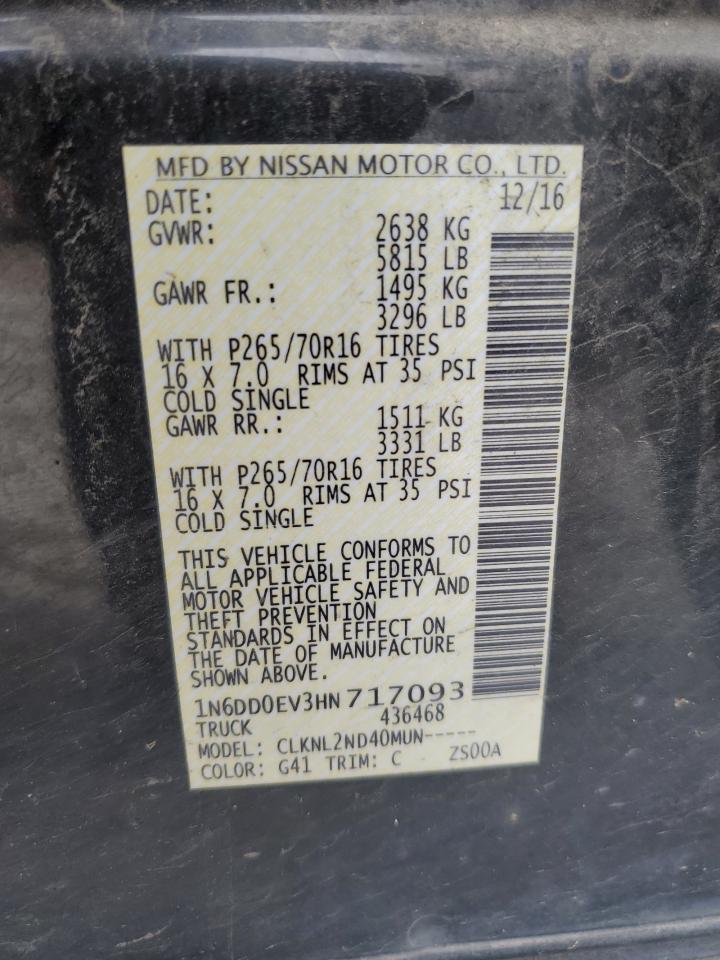 MFD BY NISSAN MOTOR CO., LTD.
DATE: 12/16
GVWR: 2638 KG
5815 LB
GAWR FR.: 1495 KG
3296 LB
WITH P265/70R16 TIRES
16 X 7.0 RIMS AT 35 PSI
COLD SINGLE
GAWR RR.: 1511 KG
3331 LB
WITH P265/70R16 TIRES
16 X 7.0 RIMS AT 35 PSI
COLD SINGLE
THIS VEHICLE CONFORMS TO
ALL APPLICABLE FEDERAL
MOTOR VEHICLE SAFETY AND
THEFT PREVENTION
STANDARDS IN EFFECT ON
THE DATE OF MANUFACTURE
SHOWN ABOVE.
1N6DD0EV3HN717093
TRUCK 436468
MODEL: CLKNL2ND40MUN-----
COLOR: G41 TRIM: C ZS00A